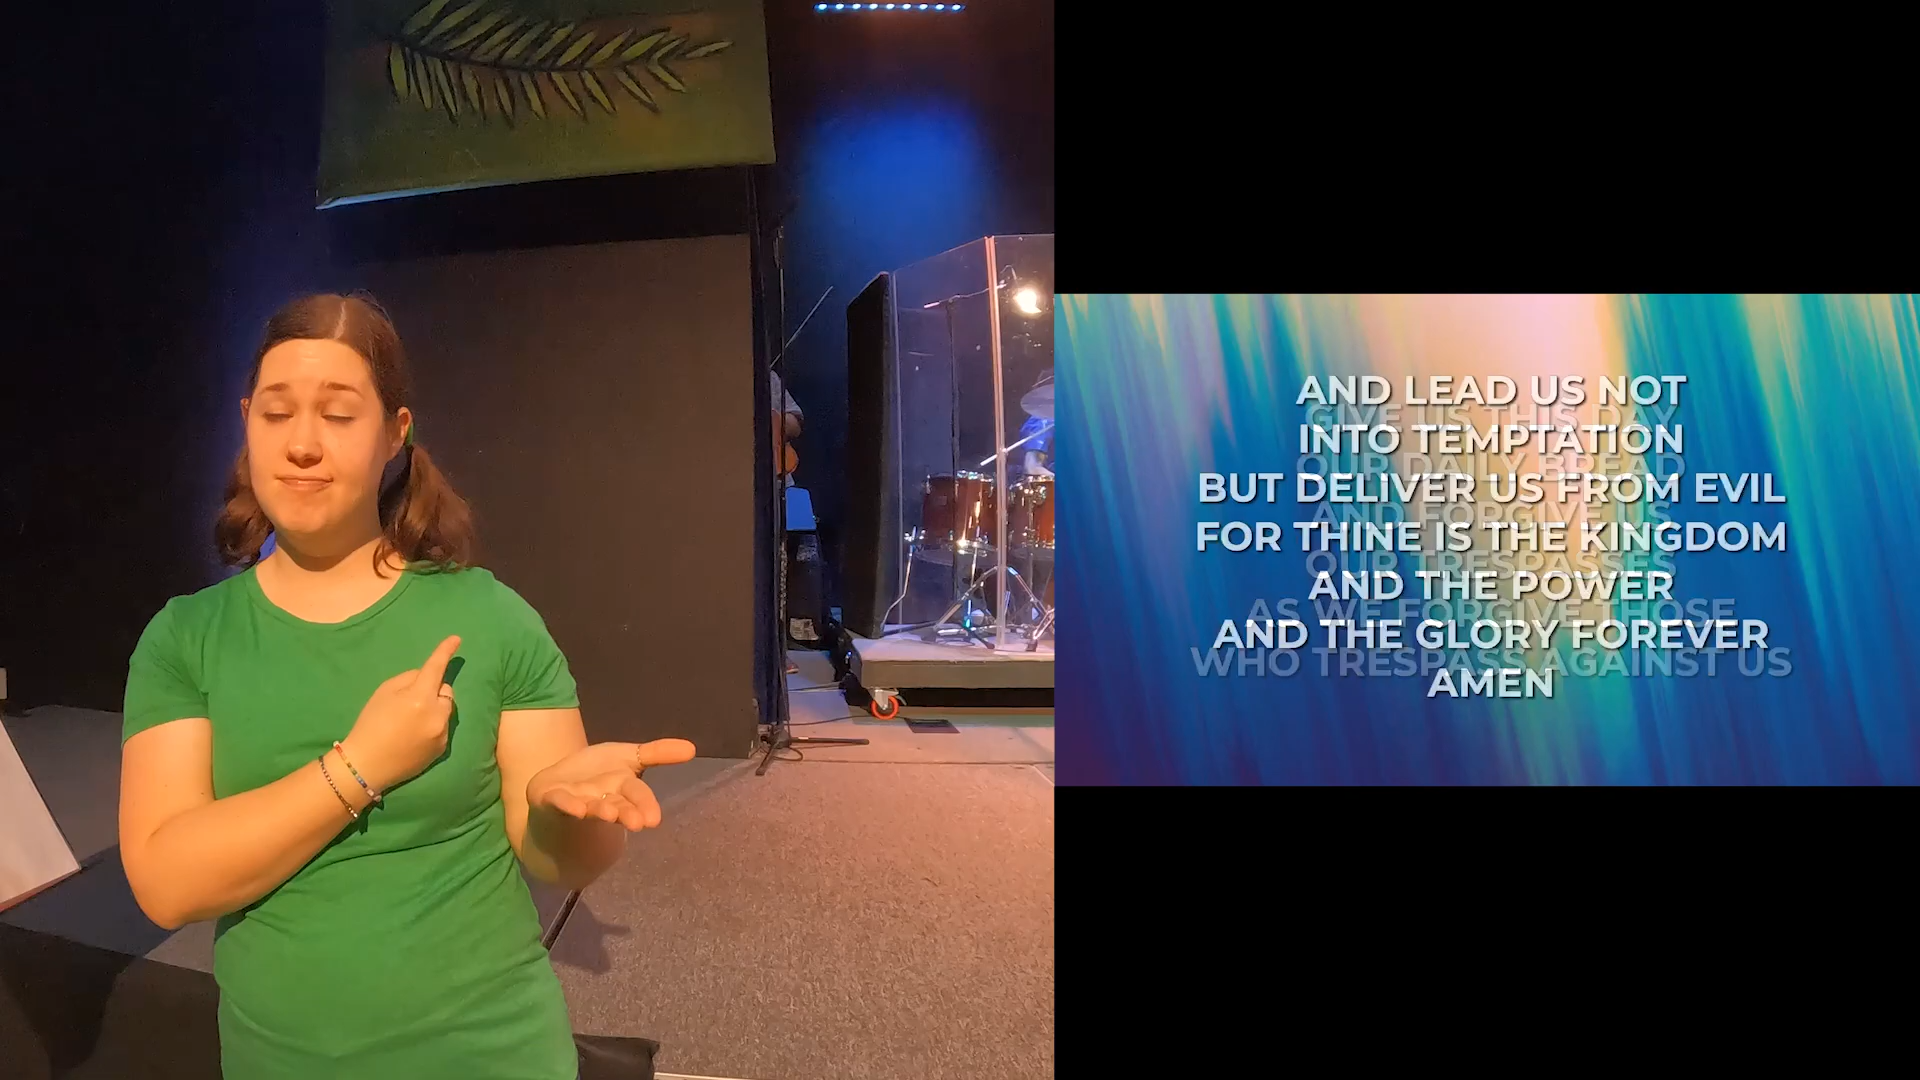 AND LEAD US NOT
GIVE US THIS DAY
INTO TEMPTATION
OUR DAILY BREAD
BUT DELIVER US FROM EVIL
AND FORGIVE US
FOR THINE IS THE KINGDOM
OUR TRESPASSES
AND THE POWER
AS WE FORGIVE THOSE
AND THE GLORY FOREVER
WHO TRESPASS AGAINST US
AMEN